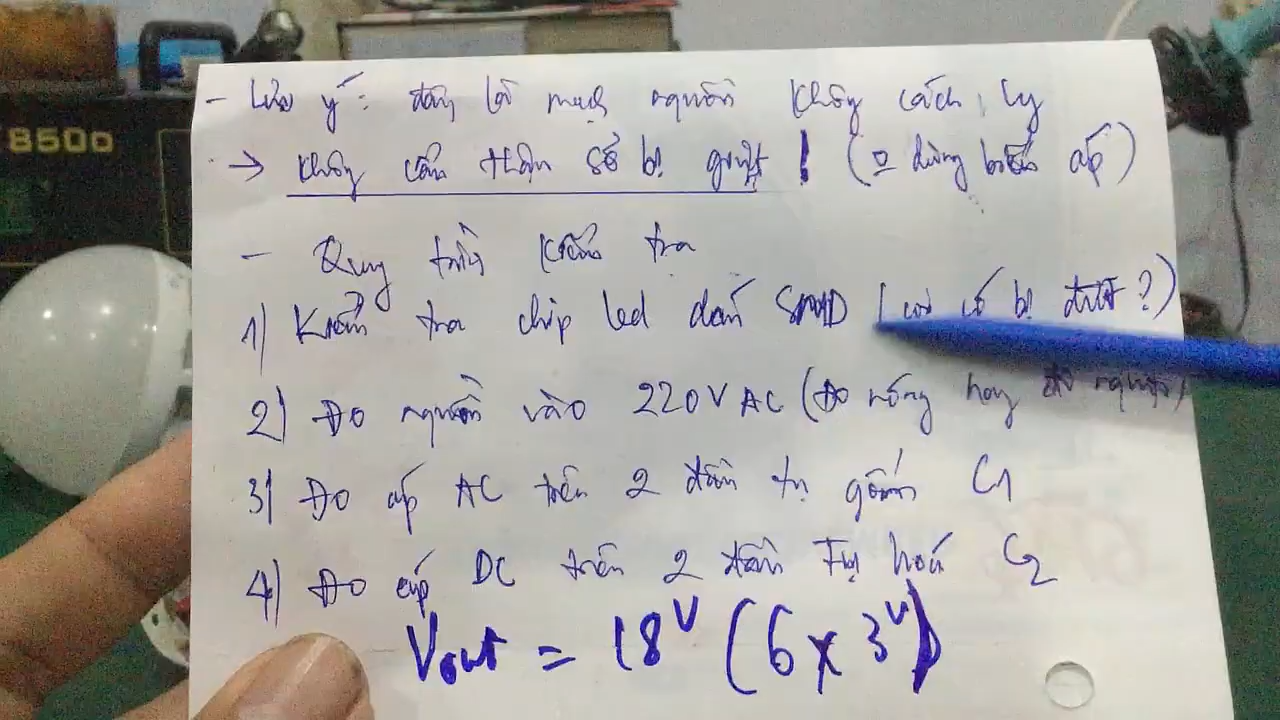 8500
- Lưu ý: đây là mạch nguồn không cách ly
→ không cẩn thận sẽ bị giựt ! (= dùng biến áp)
- Quy trình kiểm tra
1) Kiểm tra chip led dán SMD (coi có bị đứt?)
2) Đo nguồn vào 220V AC (Đo nóng hay đo nguội)
3) Đo áp AC trên 2 đầu tụ gốm C1
4) Đo áp DC trên 2 đầu Tụ hoá C2
Vout = 18V (6 x 3V)